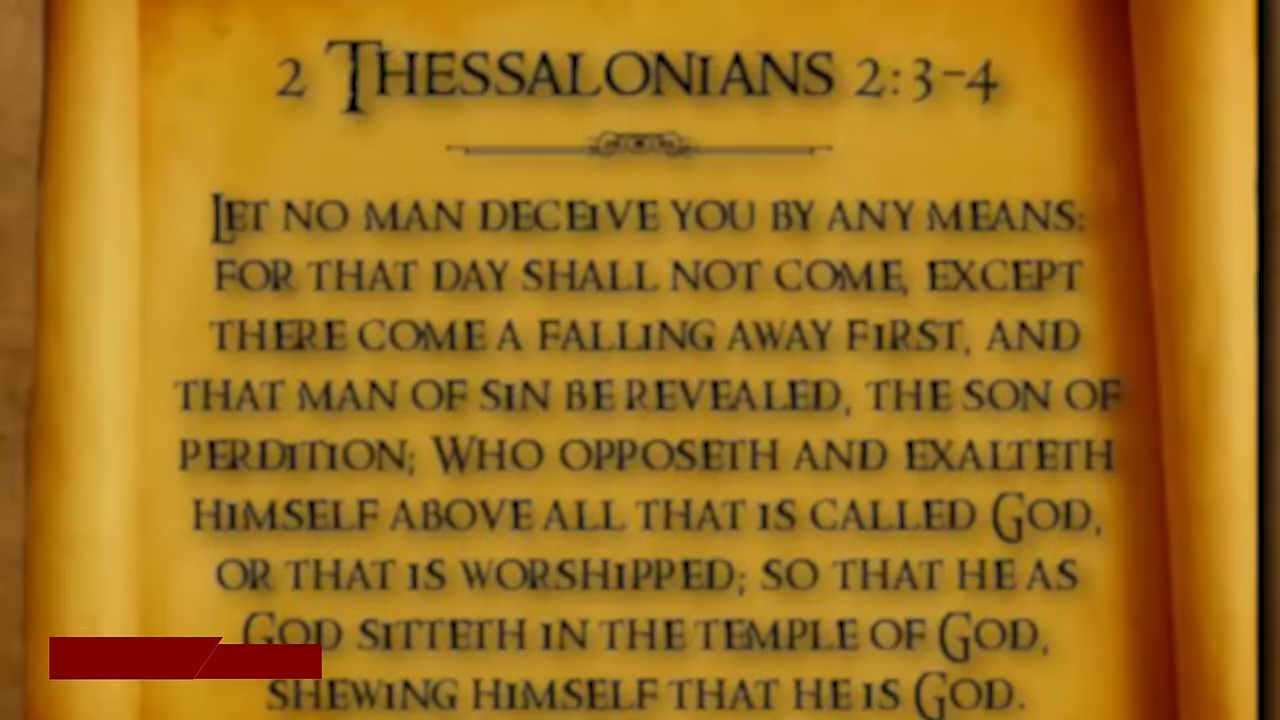 2 THESSALONIANS 2:3-4
LET NO MAN DECEIVE YOU BY ANY MEANS:
FOR THAT DAY SHALL NOT COME, EXCEPT
THERE COME A FALLING AWAY FIRST, AND
THAT MAN OF SIN BE REVEALED, THE SON OF
PERDITION; WHO OPPOSETH AND EXALTETH
HIMSELF ABOVE ALL THAT IS CALLED GOD,
OR THAT IS WORSHIPPED; SO THAT HE AS
GOD SITTETH IN THE TEMPLE OF GOD,
SHEWING HIMSELF THAT HE IS GOD.